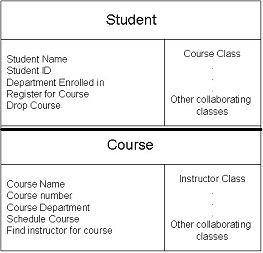 Student
Student Name
Student ID
Department Enrolled in
Register for Course
Drop Course
Course Class
.
.
.
Other collaborating
classes
Course
Course Name
Course number
Course Department
Schedule Course
Find instructor for course
Instructor Class
.
.
.
Other collaborating
classes